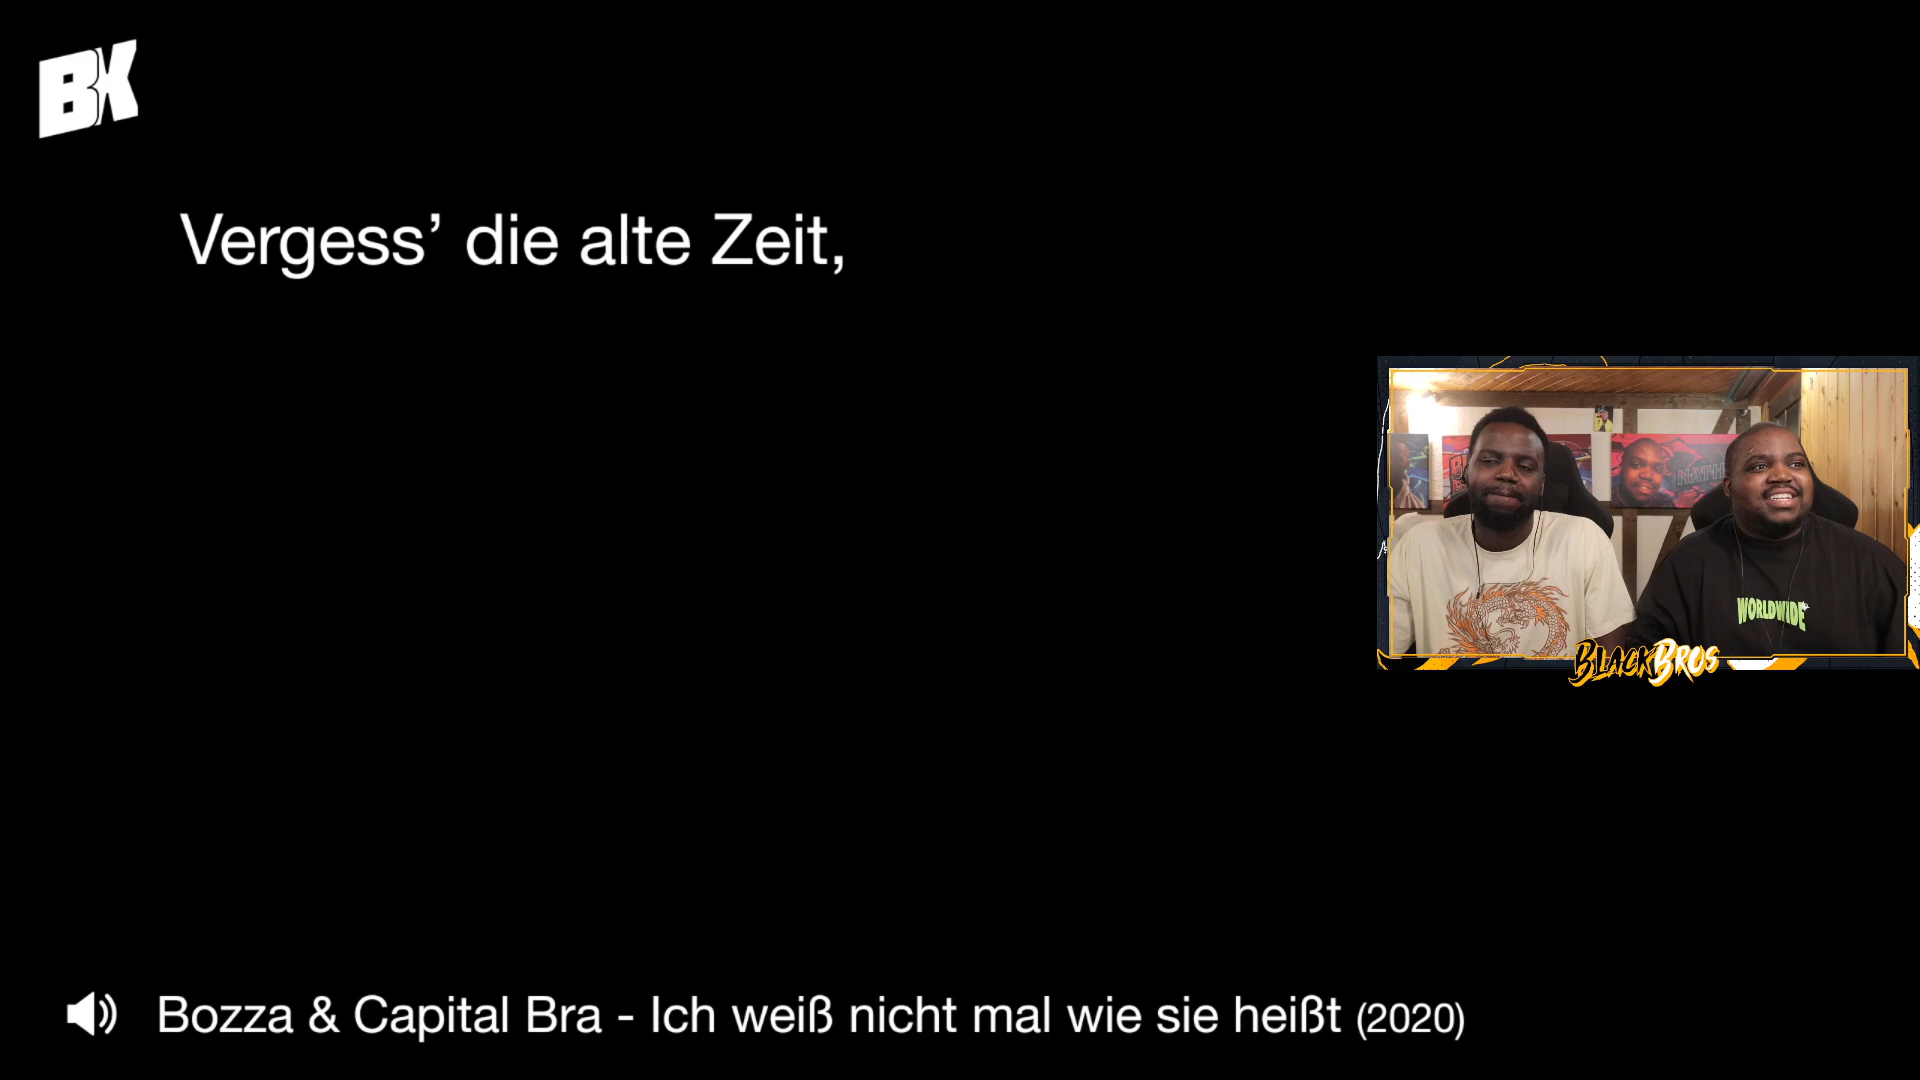 BK
Vergess’ die alte Zeit,
WORLDWIDE
BLACKBROS
Bozza & Capital Bra - Ich weiß nicht mal wie sie heißt (2020)